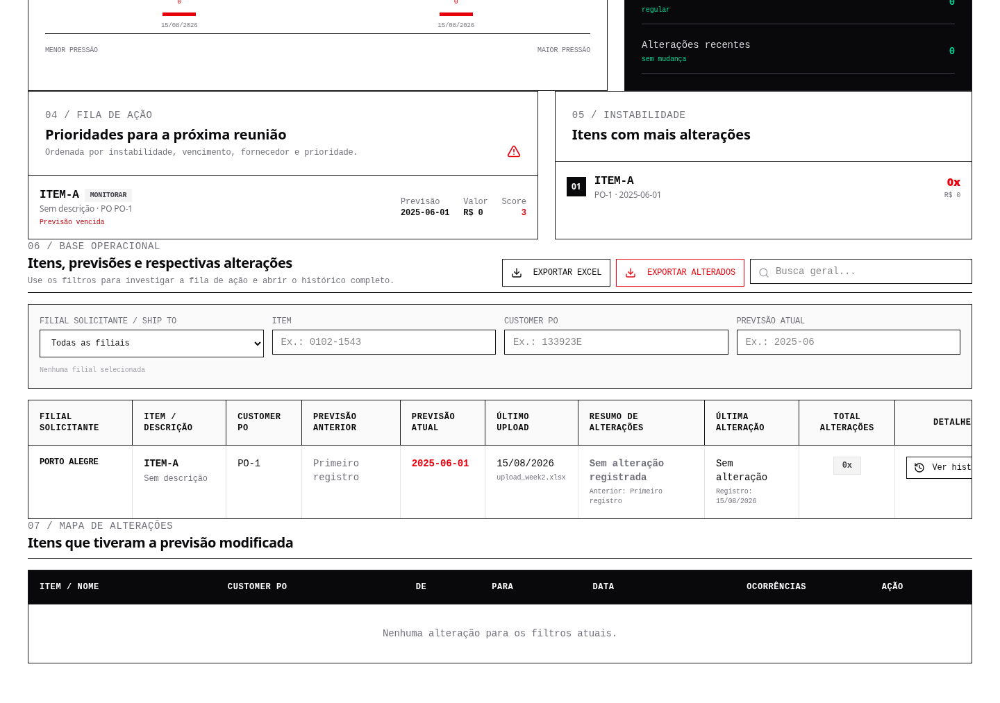 0
0
15/08/2026
15/08/2026
MENOR PRESSÃO
MAIOR PRESSÃO
0
regular
Alterações recentes
0
sem mudança
04 / FILA DE AÇÃO
Prioridades para a próxima reunião
Ordenada por instabilidade, vencimento, fornecedor e prioridade.
ITEM-A MONITORAR
Sem descrição · PO PO-1
Previsão vencida
Previsão Valor Score
2025-06-01 R$ 0 3
05 / INSTABILIDADE
Itens com mais alterações
01
ITEM-A
PO-1 · 2025-06-01
0x
R$ 0
06 / BASE OPERACIONAL
Itens, previsões e respectivas alterações
Use os filtros para investigar a fila de ação e abrir o histórico completo.
EXPORTAR EXCEL
EXPORTAR ALTERADOS
Busca geral...
FILIAL SOLICITANTE / SHIP TO
Todas as filiais
Nenhuma filial selecionada
ITEM
Ex.: 0102-1543
CUSTOMER PO
Ex.: 133923E
PREVISÃO ATUAL
Ex.: 2025-06
FILIAL
SOLICITANTE
ITEM /
DESCRIÇÃO
CUSTOMER
PO
PREVISÃO
ANTERIOR
PREVISÃO
ATUAL
ÚLTIMO
UPLOAD
RESUMO DE
ALTERAÇÕES
ÚLTIMA
ALTERAÇÃO
TOTAL
ALTERAÇÕES
DETALHE
PORTO ALEGRE
ITEM-A
Sem descrição
PO-1
Primeiro
registro
2025-06-01
15/08/2026
upload_week2.xlsx
Sem alteração
registrada
Anterior: Primeiro
registro
Sem
alteração
Registro:
15/08/2026
0x
Ver hist
07 / MAPA DE ALTERAÇÕES
Itens que tiveram a previsão modificada
ITEM / NOME CUSTOMER PO DE PARA DATA OCORRÊNCIAS AÇÃO
Nenhuma alteração para os filtros atuais.